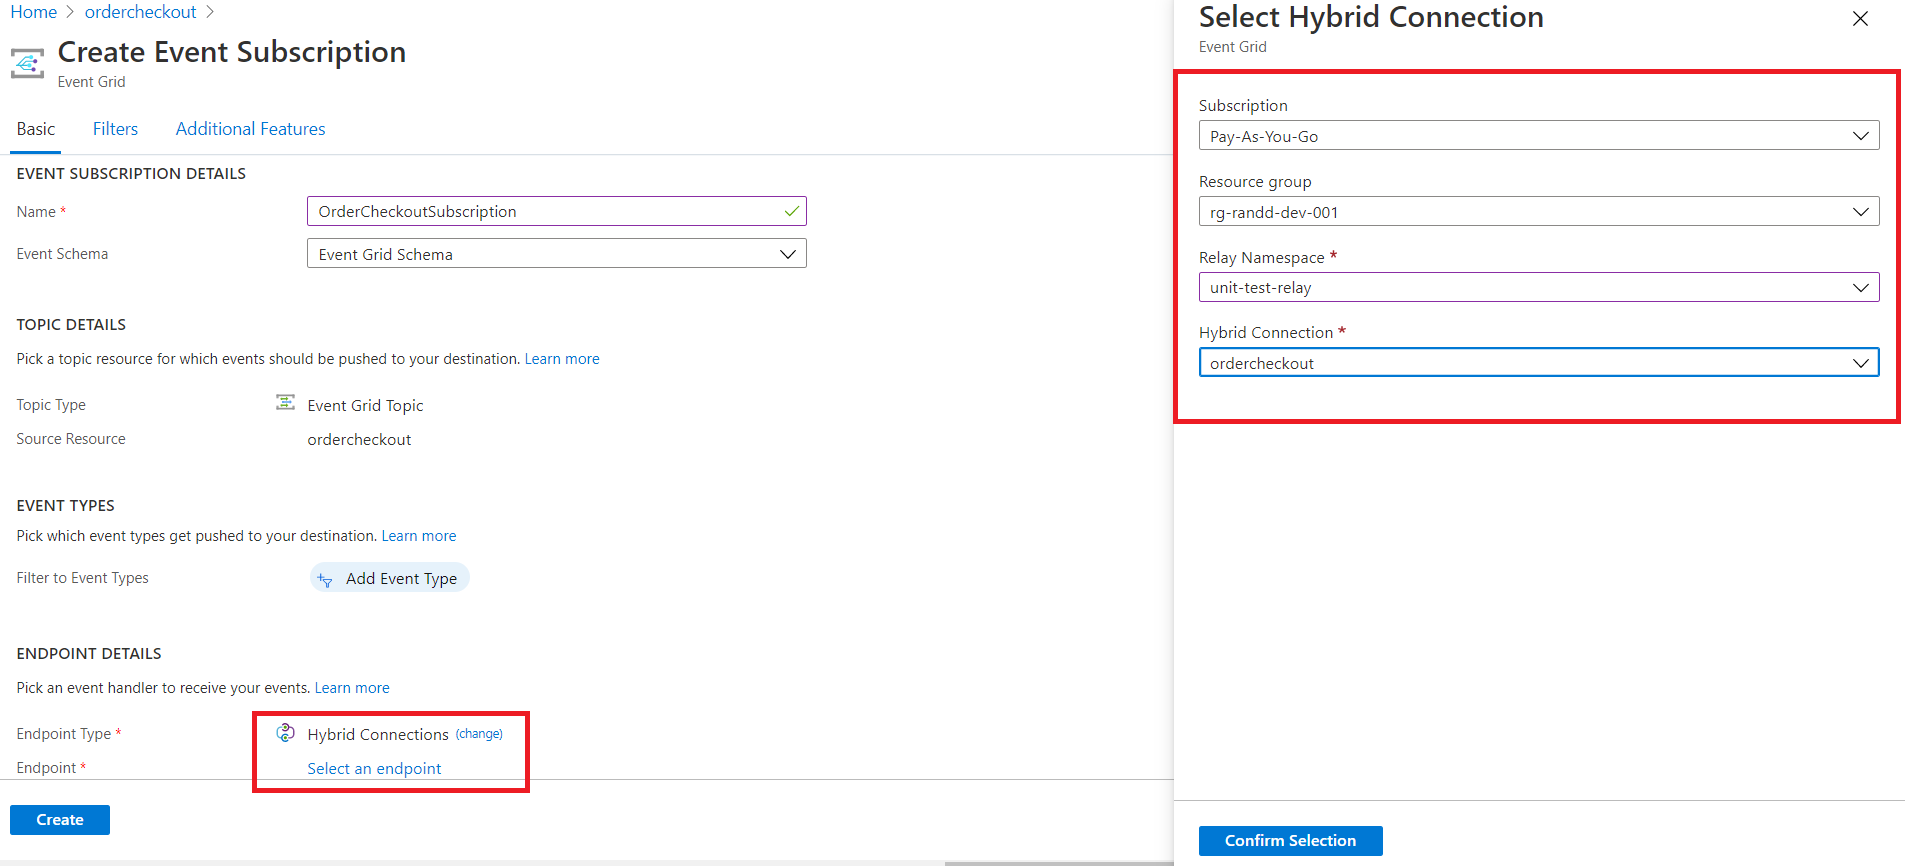 Home > ordercheckout >
Create Event Subscription
Event Grid
Basic Filters Additional Features
EVENT SUBSCRIPTION DETAILS
Name * OrderCheckoutSubscription
Event Schema Event Grid Schema
TOPIC DETAILS
Pick a topic resource for which events should be pushed to your destination. Learn more
Topic Type Event Grid Topic
Source Resource ordercheckout
EVENT TYPES
Pick which event types get pushed to your destination. Learn more
Filter to Event Types Add Event Type
ENDPOINT DETAILS
Pick an event handler to receive your events. Learn more
Endpoint Type * Hybrid Connections (change)
Endpoint * Select an endpoint
Create
Select Hybrid Connection
Event Grid
Subscription
Pay-As-You-Go
Resource group
rg-randd-dev-001
Relay Namespace *
unit-test-relay
Hybrid Connection *
ordercheckout
Confirm Selection